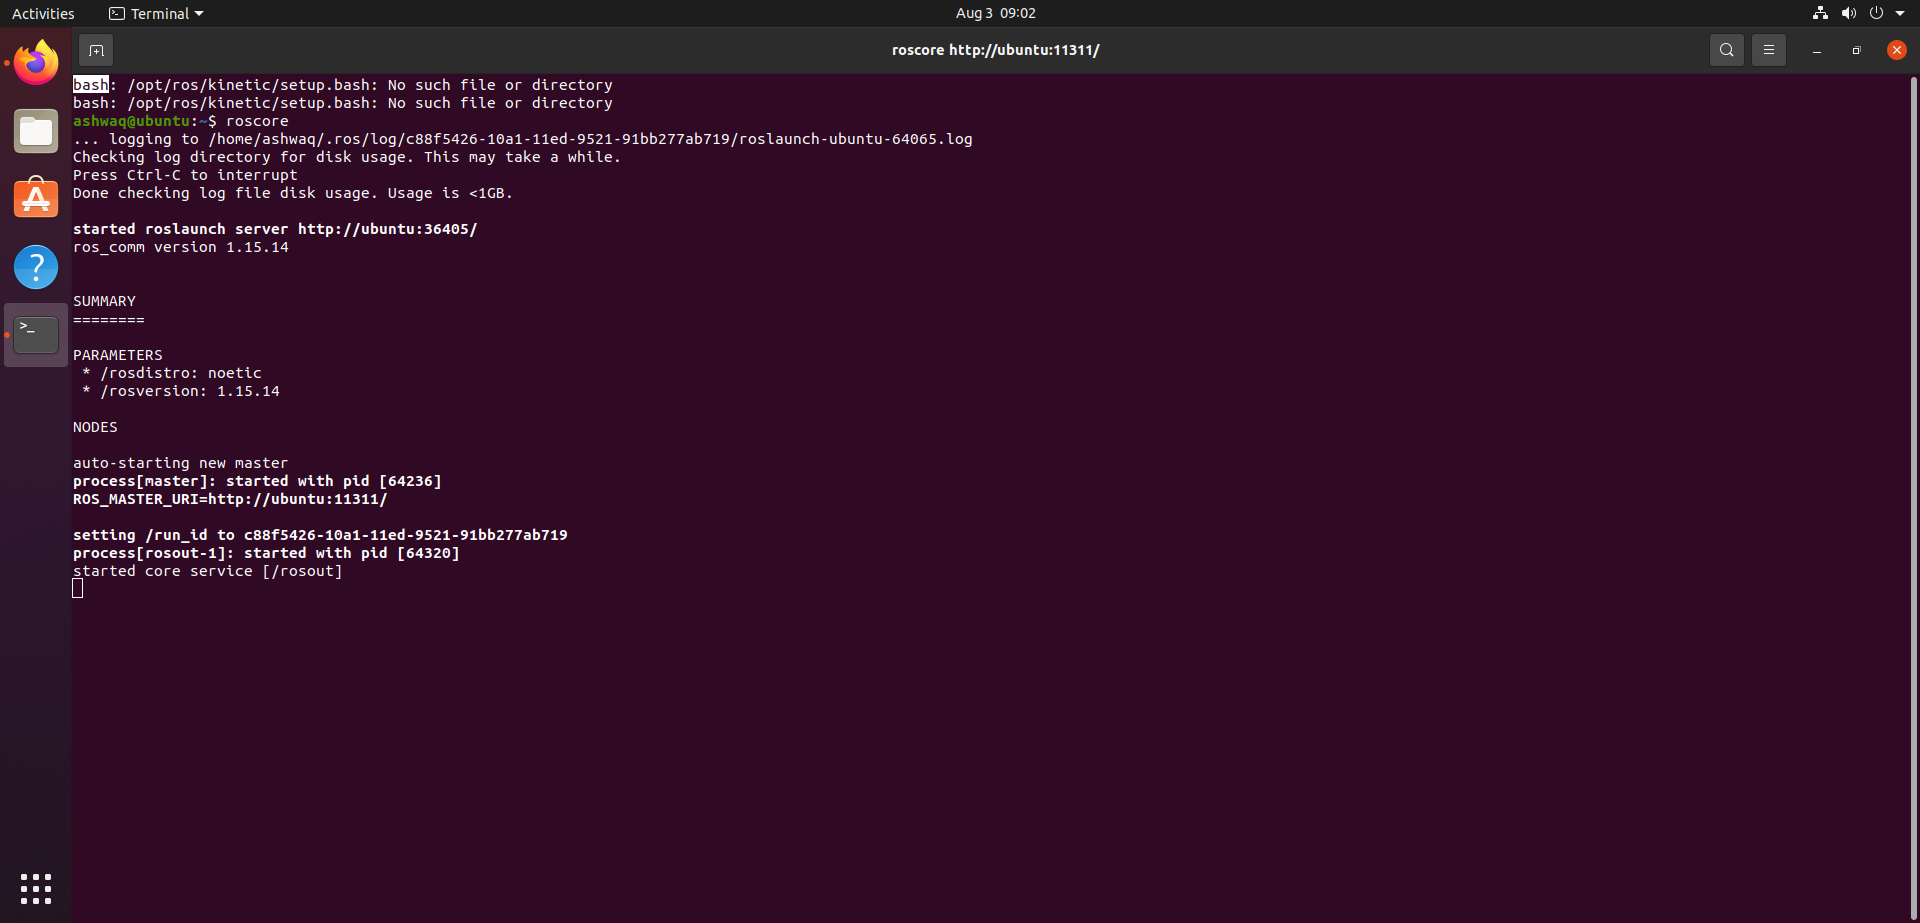 Activities
Terminal
Aug 3 09:02
roscore http://ubuntu:11311/
bash: /opt/ros/kinetic/setup.bash: No such file or directory
bash: /opt/ros/kinetic/setup.bash: No such file or directory
ashwaq@ubuntu:~$ roscore
... logging to /home/ashwaq/.ros/log/c88f5426-10a1-11ed-9521-91bb277ab719/roslaunch-ubuntu-64065.log
Checking log directory for disk usage. This may take a while.
Press Ctrl-C to interrupt
Done checking log file disk usage. Usage is <1GB.
started roslaunch server http://ubuntu:36405/
ros_comm version 1.15.14
SUMMARY
========
PARAMETERS
* /rosdistro: noetic
* /rosversion: 1.15.14
NODES
auto-starting new master
process[master]: started with pid [64236]
ROS_MASTER_URI=http://ubuntu:11311/
setting /run_id to c88f5426-10a1-11ed-9521-91bb277ab719
process[rosout-1]: started with pid [64320]
started core service [/rosout]